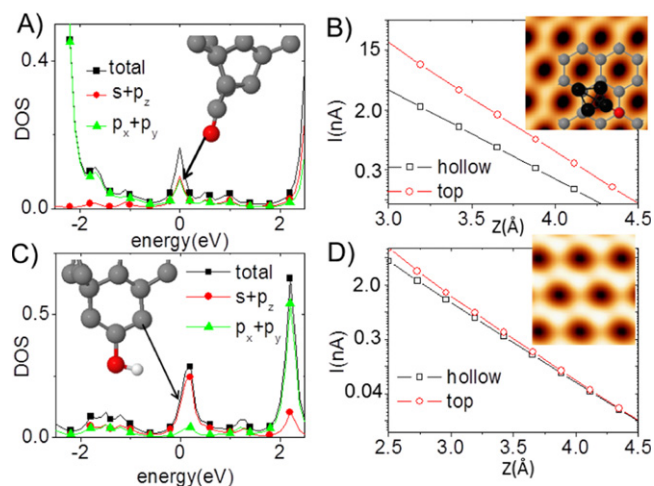 A)
0.4
DOS
0.0
total
s+pz
px+py
-2
0
2
energy(eV)
B)
15
2.0
0.3
I(nA)
hollow
top
3.0
3.5
4.0
4.5
Z(Å)
C)
0.5
DOS
0.0
total
s+pz
px+py
-2
0
2
energy(eV)
D)
2.0
0.3
0.04
I(nA)
hollow
top
2.5
3.0
3.5
4.0
4.5
Z(Å)